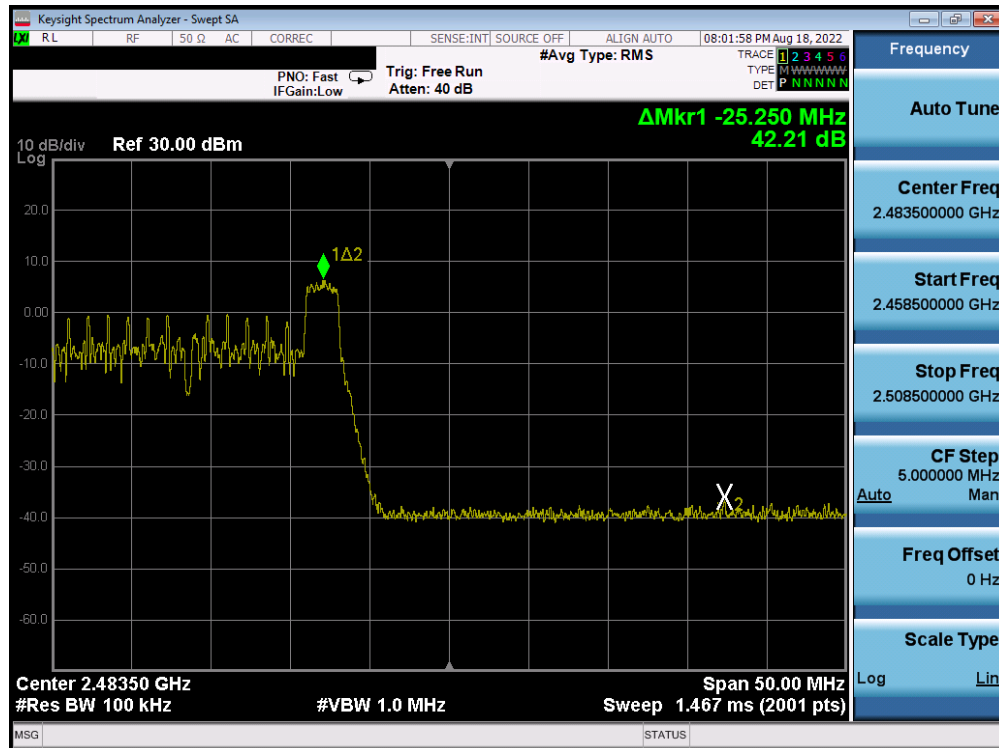 Keysight Spectrum Analyzer - Swept SA
LXI RL RF 50 Ω AC CORREC SENSE:INT SOURCE OFF ALIGN AUTO 08:01:58 PM Aug 18, 2022
#Avg Type: RMS
TRACE 1 2 3 4 5 6
TYPE M WWWWW
DET P N N N N N
PNO: Fast
IFGain:Low
Trig: Free Run
Atten: 40 dB
ΔMkr1 -25.250 MHz
42.21 dB
10 dB/div Ref 30.00 dBm
Log
20.0
10.0
0.00
-10.0
-20.0
-30.0
-40.0
-50.0
-60.0
1Δ2
X2
Center 2.48350 GHz Span 50.00 MHz
#Res BW 100 kHz #VBW 1.0 MHz Sweep 1.467 ms (2001 pts)
MSG STATUS
Frequency
Auto Tune
Center Freq
2.483500000 GHz
Start Freq
2.458500000 GHz
Stop Freq
2.508500000 GHz
CF Step
5.000000 MHz
Auto Man
Freq Offset
0 Hz
Scale Type
Log Lin